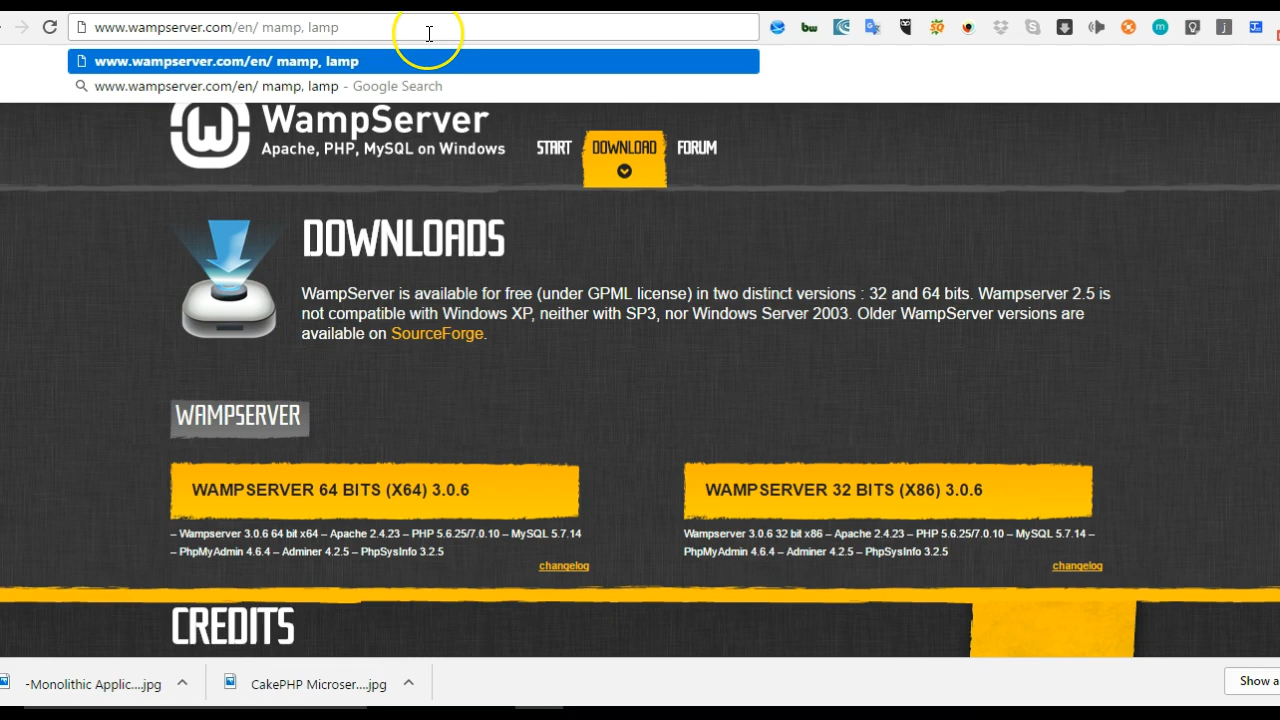 www.wampserver.com/en/ mamp, lamp
www.wampserver.com/en/ mamp, lamp
www.wampserver.com/en/ mamp, lamp - Google Search
WampServer
Apache, PHP, MySQL on Windows
START DOWNLOAD FORUM
DOWNLOADS
WampServer is available for free (under GPML license) in two distinct versions : 32 and 64 bits. Wampserver 2.5 is
not compatible with Windows XP, neither with SP3, nor Windows Server 2003. Older WampServer versions are
available on SourceForge.
WAMPSERVER
WAMPSERVER 64 BITS (X64) 3.0.6
– Wampserver 3.0.6 64 bit x64 – Apache 2.4.23 – PHP 5.6.25/7.0.10 – MySQL 5.7.14
– PhpMyAdmin 4.6.4 – Adminer 4.2.5 – PhpSysInfo 3.2.5
changelog
WAMPSERVER 32 BITS (X86) 3.0.6
Wampserver 3.0.6 32 bit x86 – Apache 2.4.23 – PHP 5.6.25/7.0.10 – MySQL 5.7.14 –
PhpMyAdmin 4.6.4 – Adminer 4.2.5 – PhpSysInfo 3.2.5
changelog
CREDITS
-Monolithic Applic....jpg
CakePHP Microser....jpg
Show a